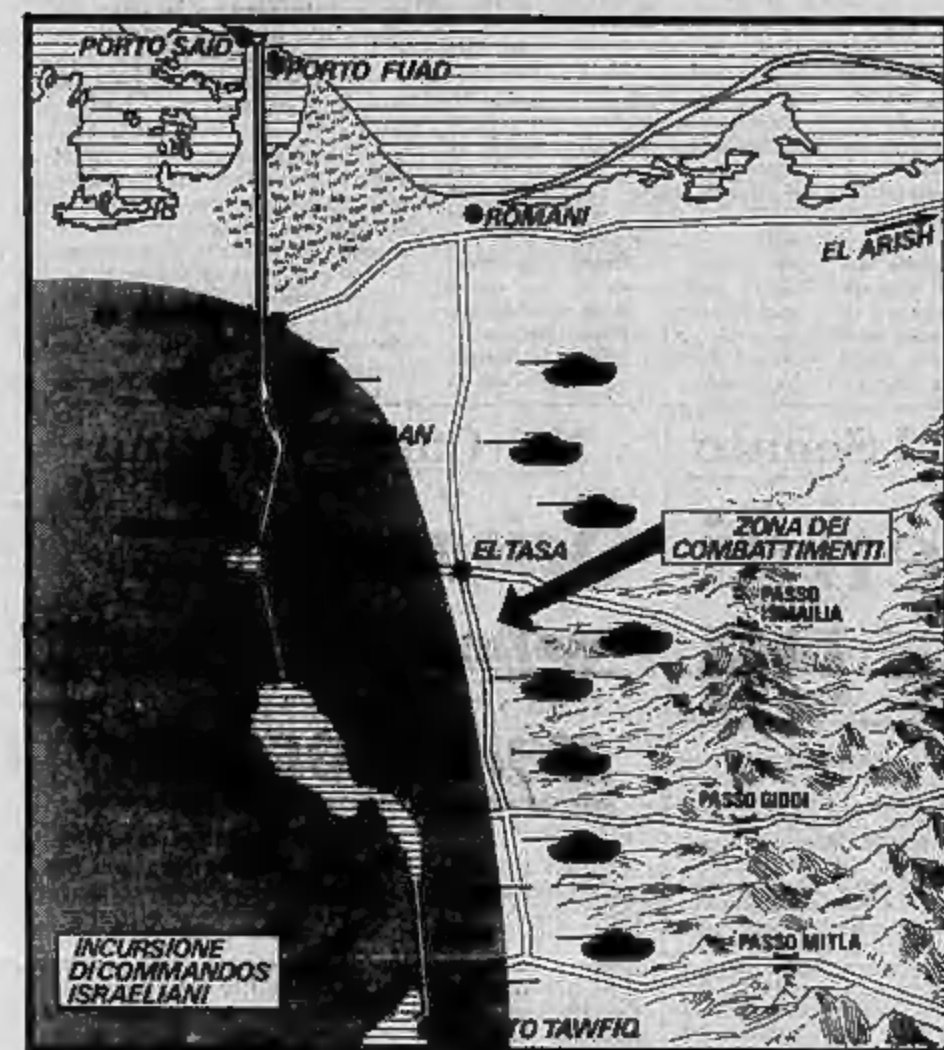 PORTO SAID
PORTO FUAD
ROMANI
EL ARISH
AN
ZONA DEI
COMBATTIMENTI
EL TASA
PASSO
ISMAILIA
PASSO GIDDI
PASSO MITLA
INCURSIONE
DI COMMANDOS
ISRAELIANI
TO TAWFIQ